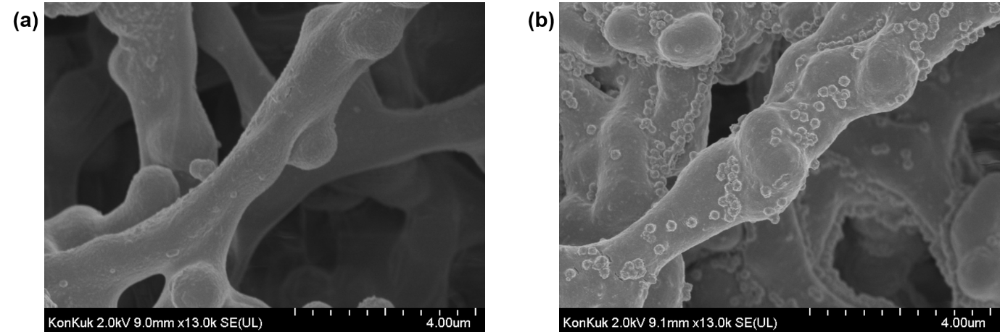 (a)
(b)
KonKuk 2.0kV 9.0mm x13.0k SE(UL) 4.00um
KonKuk 2.0kV 9.1mm x13.0k SE(UL) 4.00um